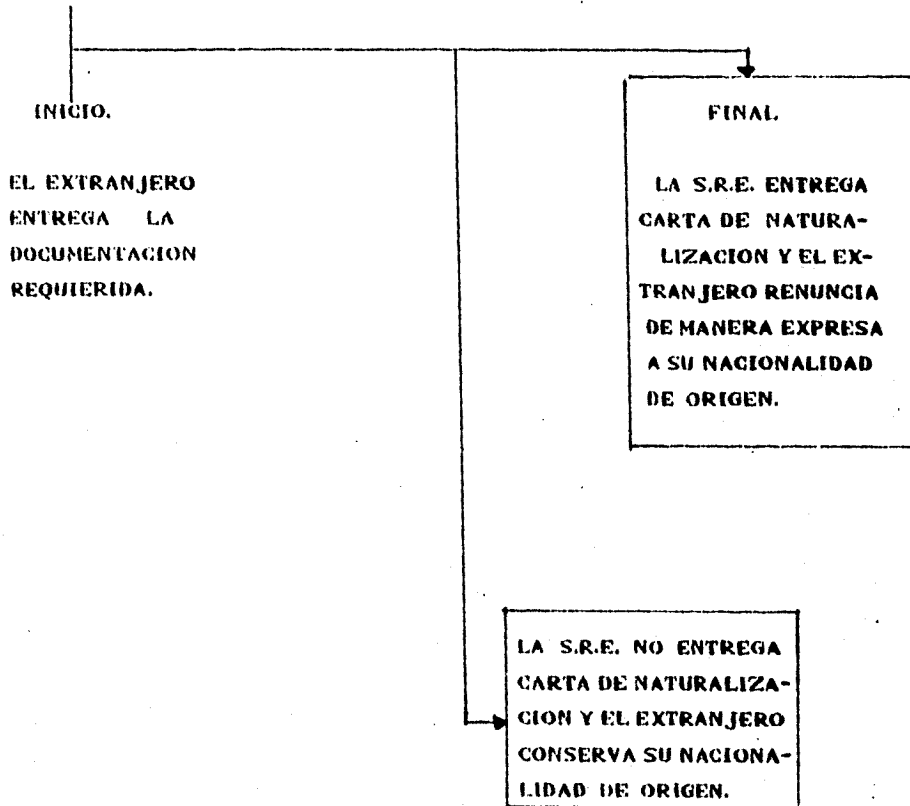 INICIO.
EL EXTRANJERO
ENTREGA LA
DOCUMENTACION
REQUIERIDA.
FINAL.
LA S.R.E. ENTREGA
CARTA DE NATURA-
LIZACION Y EL EX-
TRANJERO RENUNCIA
DE MANERA EXPRESA
A SU NACIONALIDAD
DE ORIGEN.
LA S.R.E. NO ENTREGA
CARTA DE NATURALIZA-
CION Y EL EXTRANJERO
CONSERVA SU NACIONA-
LIDAD DE ORIGEN.